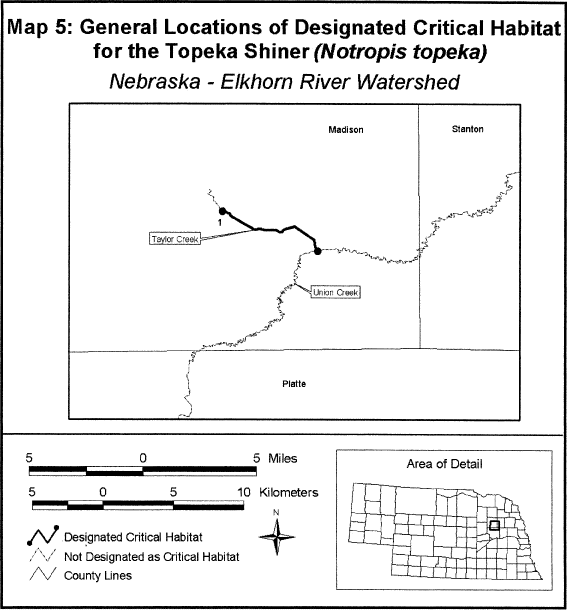 Map 5: General Locations of Designated Critical Habitat
for the Topeka Shiner (Notropis topeka)
Nebraska - Elkhorn River Watershed
Madison
Stanton
1
Taylor Creek
Union Creek
Platte
5 0 5 Miles
5 0 5 10 Kilometers
N
Designated Critical Habitat
Not Designated as Critical Habitat
County Lines
Area of Detail